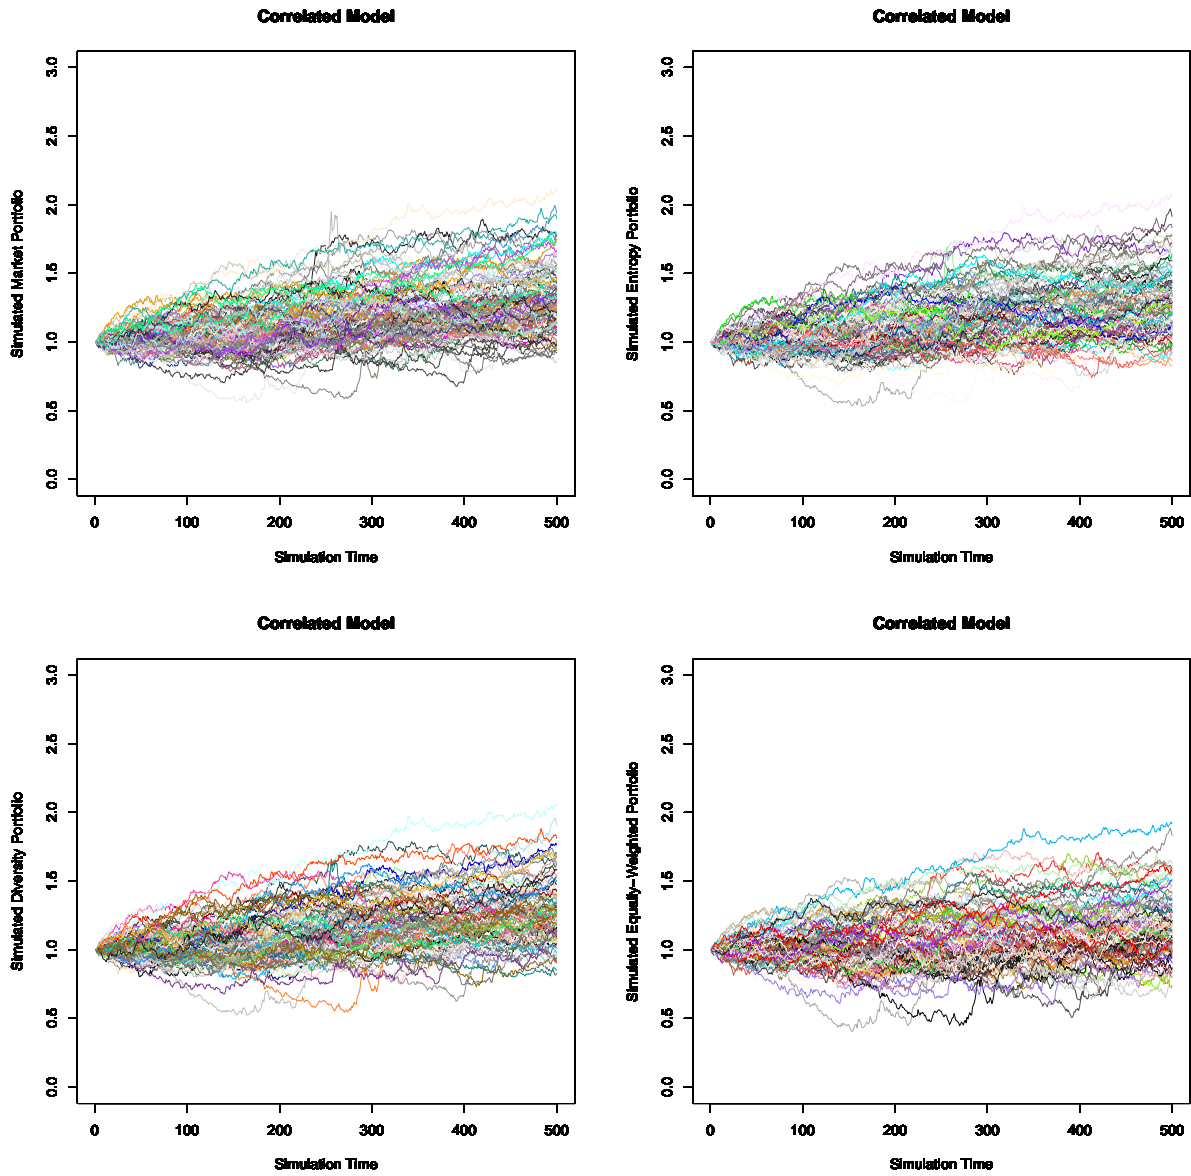 Correlated Model
Simulated Market Portfolio
3.0
2.5
2.0
1.5
1.0
0.5
0.0
0 100 200 300 400 500
Simulation Time
Correlated Model
Simulated Entropy Portfolio
3.0
2.5
2.0
1.5
1.0
0.5
0.0
0 100 200 300 400 500
Simulation Time
Correlated Model
Simulated Diversity Portfolio
3.0
2.5
2.0
1.5
1.0
0.5
0.0
0 100 200 300 400 500
Simulation Time
Correlated Model
Simulated Equally-Weighted Portfolio
3.0
2.5
2.0
1.5
1.0
0.5
0.0
0 100 200 300 400 500
Simulation Time